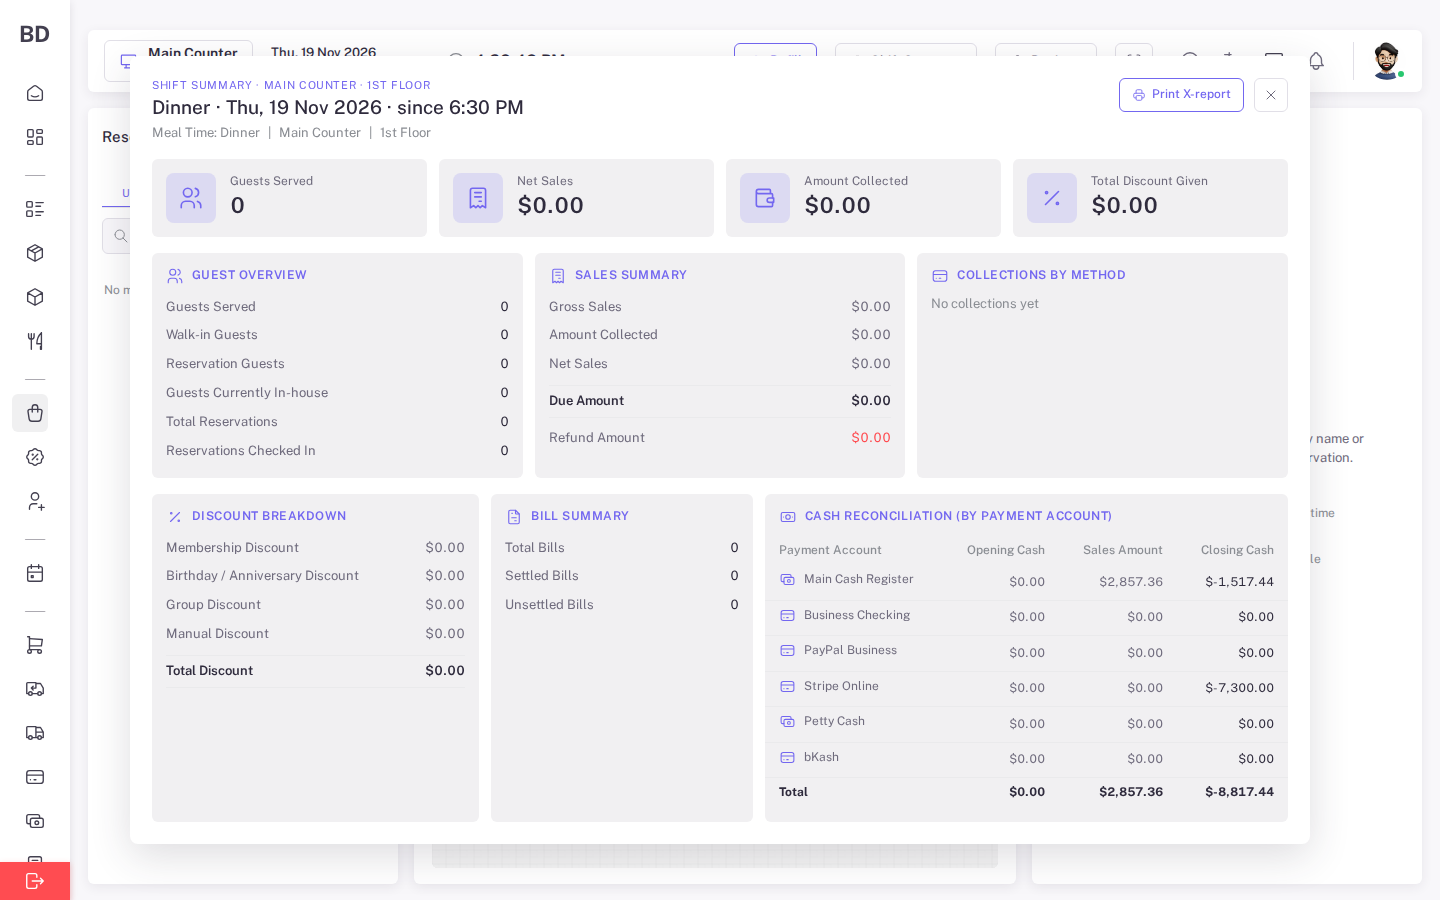 BD
Main Counter
Thu, 19 Nov 2026
SHIFT SUMMARY · MAIN COUNTER · 1ST FLOOR
Dinner · Thu, 19 Nov 2026 · since 6:30 PM
Meal Time: Dinner | Main Counter | 1st Floor
Print X-report
Guests Served
0
Net Sales
$0.00
Amount Collected
$0.00
Total Discount Given
$0.00
GUEST OVERVIEW
Guests Served 0
Walk-in Guests 0
Reservation Guests 0
Guests Currently In-house 0
Total Reservations 0
Reservations Checked In 0
SALES SUMMARY
Gross Sales $0.00
Amount Collected $0.00
Net Sales $0.00
Due Amount $0.00
Refund Amount $0.00
COLLECTIONS BY METHOD
No collections yet
DISCOUNT BREAKDOWN
Membership Discount $0.00
Birthday / Anniversary Discount $0.00
Group Discount $0.00
Manual Discount $0.00
Total Discount $0.00
BILL SUMMARY
Total Bills 0
Settled Bills 0
Unsettled Bills 0
CASH RECONCILIATION (BY PAYMENT ACCOUNT)
Payment Account Opening Cash Sales Amount Closing Cash
Main Cash Register $0.00 $2,857.36 $-1,517.44
Business Checking $0.00 $0.00 $0.00
PayPal Business $0.00 $0.00 $0.00
Stripe Online $0.00 $0.00 $-7,300.00
Petty Cash $0.00 $0.00 $0.00
bKash $0.00 $0.00 $0.00
Total $0.00 $2,857.36 $-8,817.44
No
name or
time